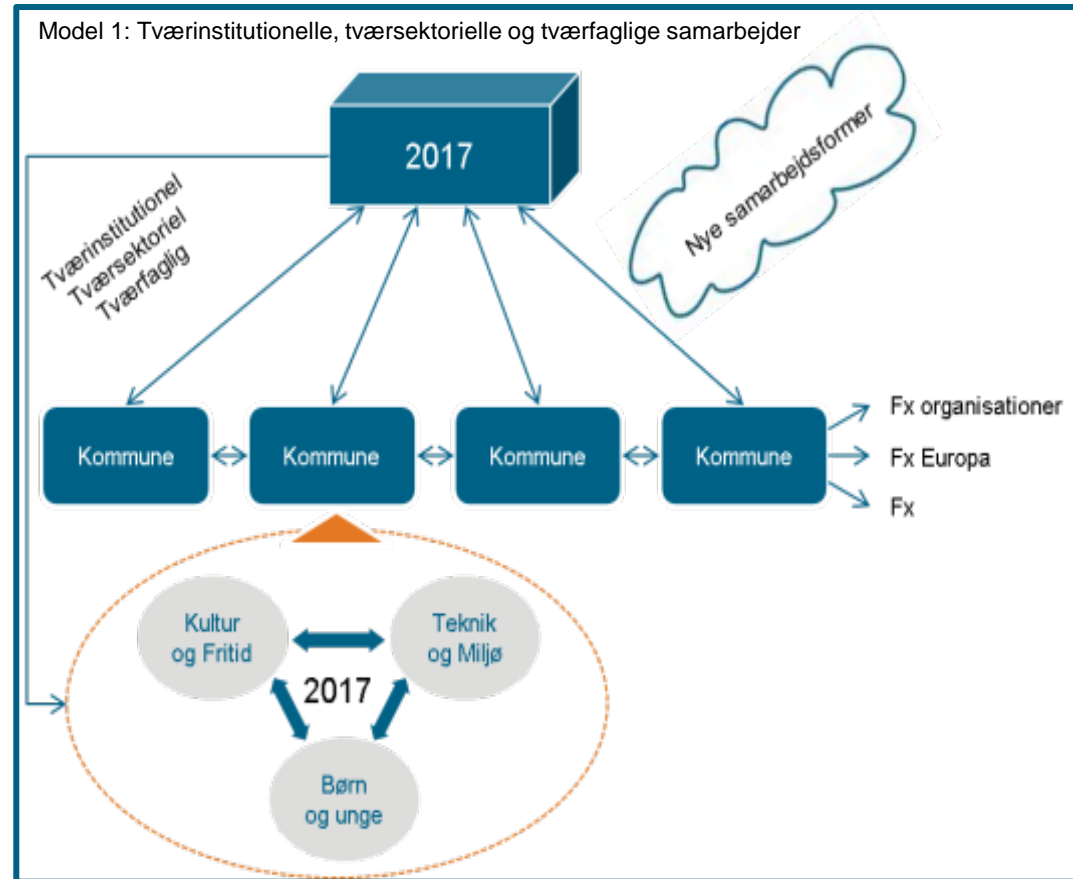 Model 1: Tværinstitutionelle, tværsektorielle og tværfaglige samarbejder
2017
Tværinstitutionel
Tværsektoriel
Tværfaglig
Nye samarbejdsformer
Kommune
Kommune
Kommune
Kommune
Fx organisationer
Fx Europa
Fx
Kultur
og Fritid
Teknik
og Miljø
2017
Børn
og unge